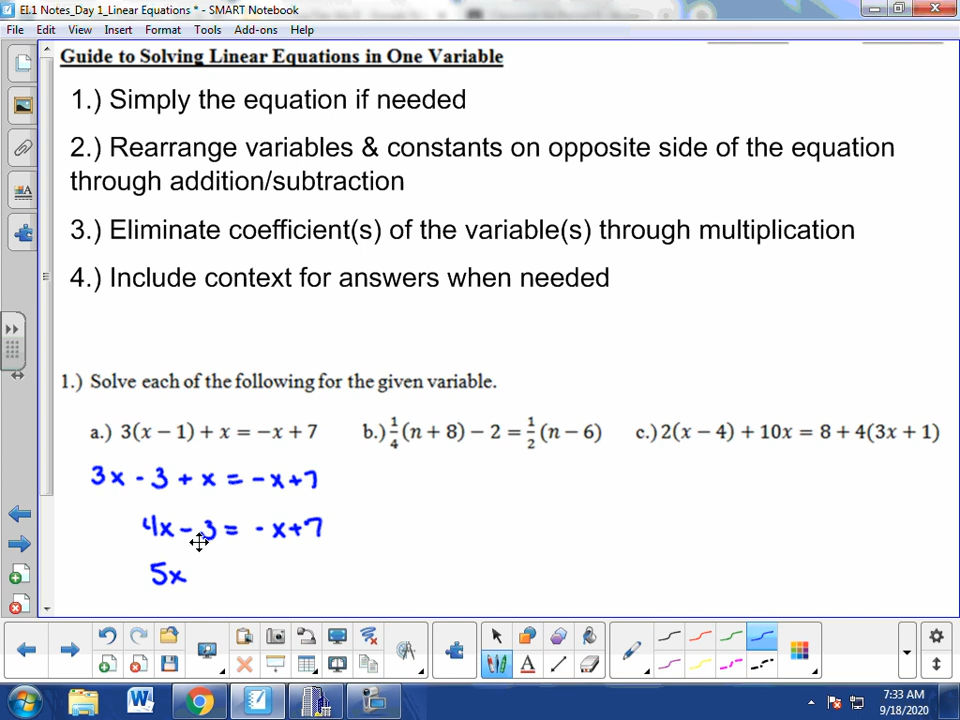 EI.1 Notes_Day 1_Linear Equations * - SMART Notebook
File Edit View Insert Format Tools Add-ons Help
Guide to Solving Linear Equations in One Variable
1.) Simply the equation if needed
2.) Rearrange variables & constants on opposite side of the equation
through addition/subtraction
3.) Eliminate coefficient(s) of the variable(s) through multiplication
4.) Include context for answers when needed
1.) Solve each of the following for the given variable.
a.) 3(x − 1) + x = −x + 7 b.) 1/4(n + 8) − 2 = 1/2(n − 6) c.) 2(x − 4) + 10x = 8 + 4(3x + 1)
3x - 3 + x = -x+7
4x - 3 = -x+7
5x
7:33 AM
9/18/2020